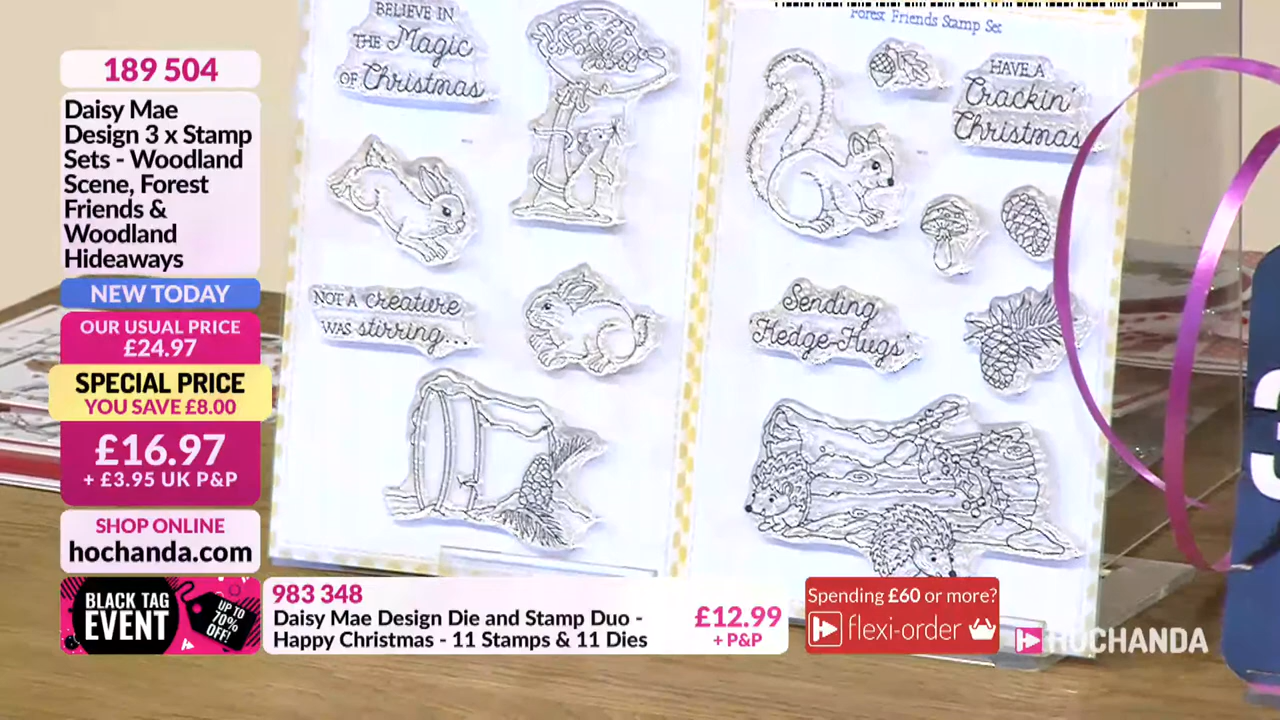 189 504
Daisy Mae
Design 3 x Stamp
Sets - Woodland
Scene, Forest
Friends &
Woodland
Hideaways
NEW TODAY
OUR USUAL PRICE
£24.97
SPECIAL PRICE
YOU SAVE £8.00
£16.97
+ £3.95 UK P&P
SHOP ONLINE
hochanda.com
BLACK TAG
EVENT
UP TO
70%
OFF!
983 348
Daisy Mae Design Die and Stamp Duo -
Happy Christmas - 11 Stamps & 11 Dies
£12.99
+ P&P
Spending £60 or more?
flexi-order
HOCHANDA
BELIEVE IN
THE Magic
OF Christmas
NOT A creature
WAS stirring...
Forest Friends Stamp Set
HAVE A
Crackin'
Christmas
Sending
Hedge-Hugs